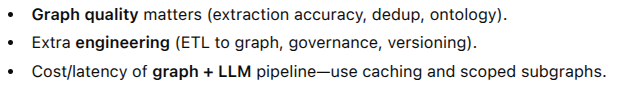 • Graph quality matters (extraction accuracy, dedup, ontology).
• Extra engineering (ETL to graph, governance, versioning).
• Cost/latency of graph + LLM pipeline—use caching and scoped subgraphs.